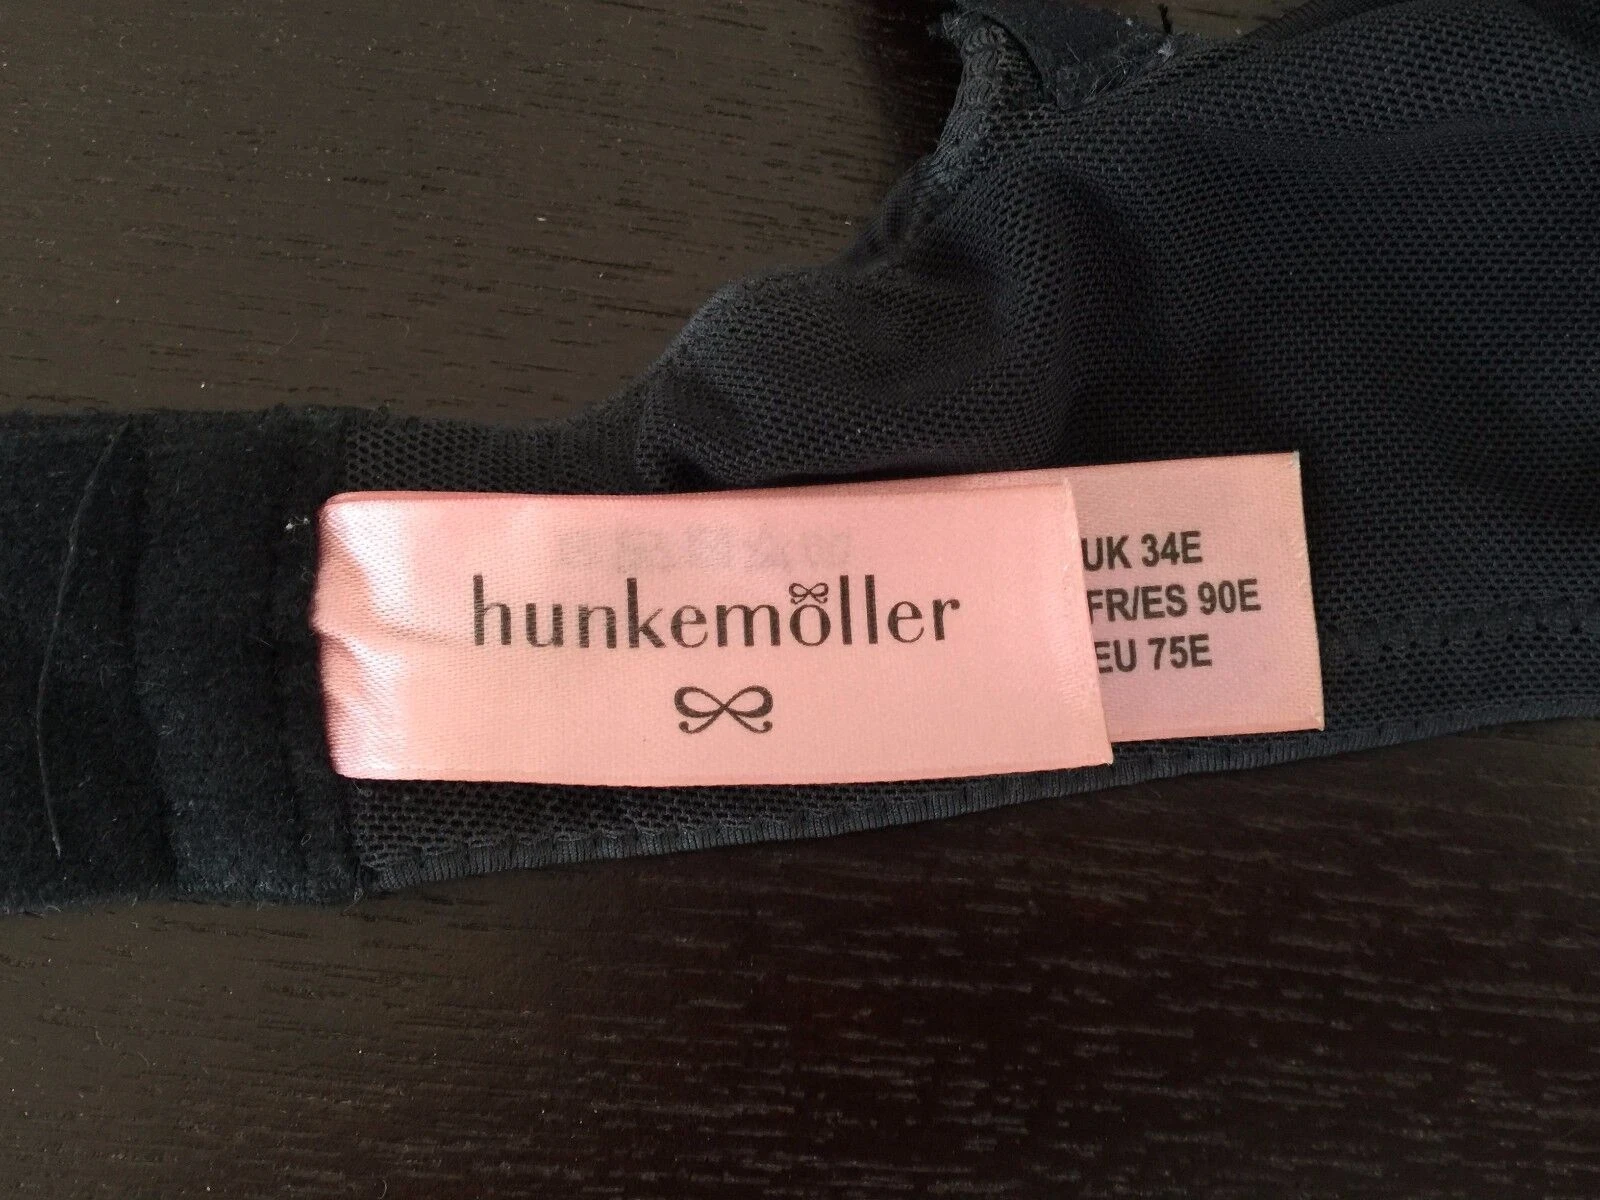 hunkemöller
UK 34E
FR/ES 90E
EU 75E